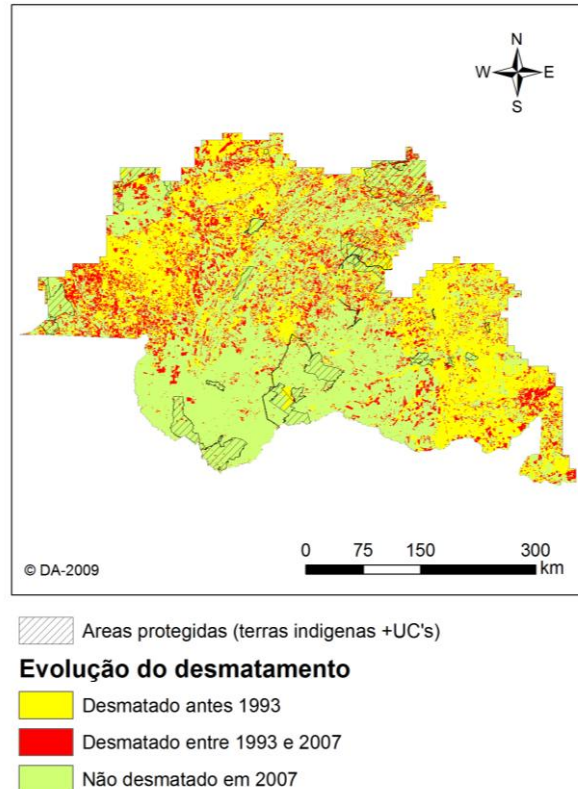 N
W E
S
© DA-2009
0 75 150 300
km
Areas protegidas (terras indigenas +UC's)
Evolução do desmatamento
Desmatado antes 1993
Desmatado entre 1993 e 2007
Não desmatado em 2007